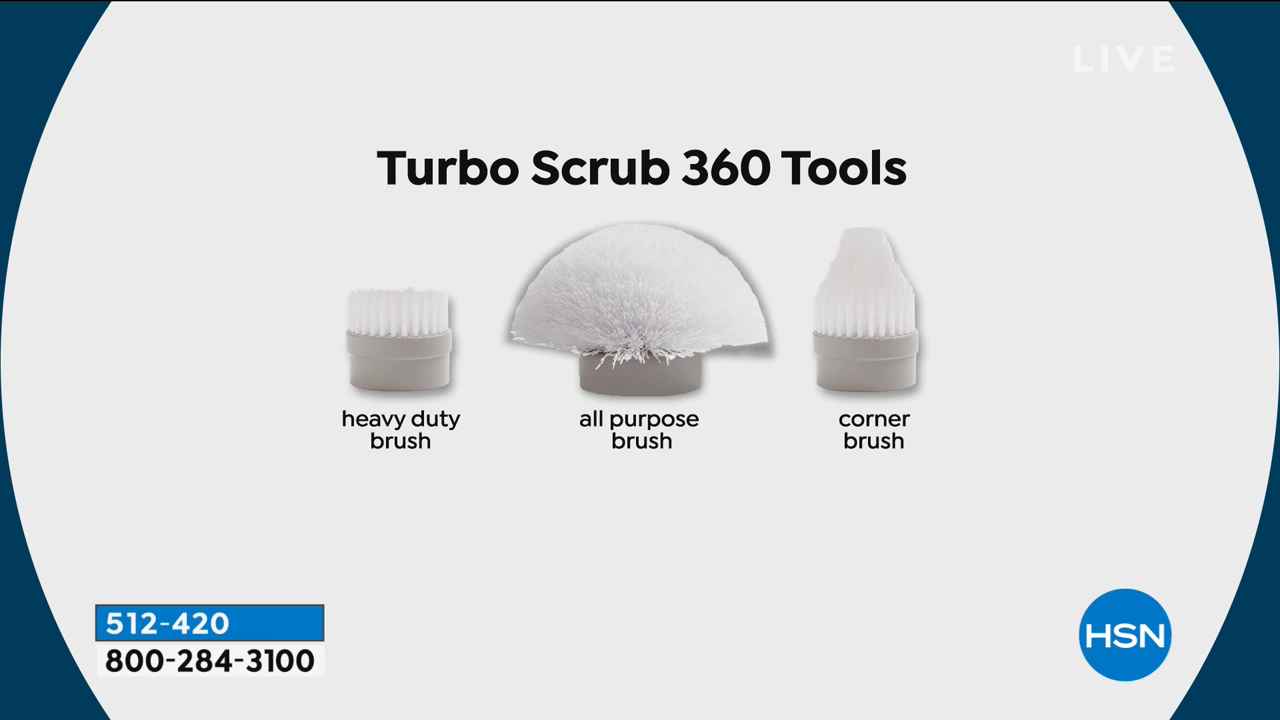 LIVE
Turbo Scrub 360 Tools
heavy duty
brush
all purpose
brush
corner
brush
512-420
800-284-3100
HSN